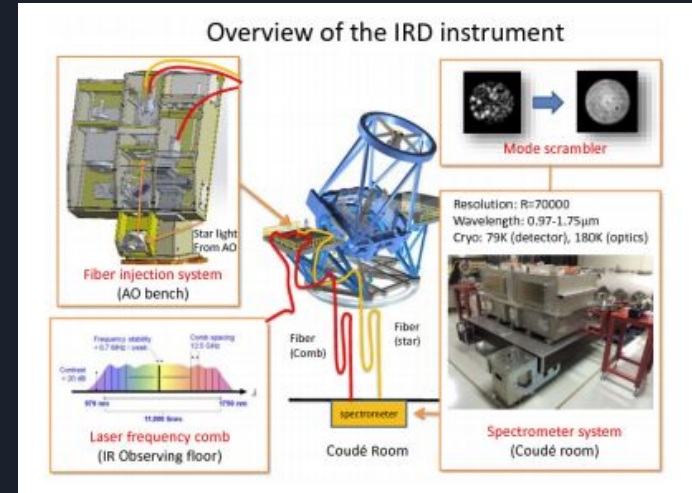 Overview of the IRD instrument
Star light
From AO
Fiber injection system
(AO bench)
Mode scrambler
Resolution: R=70000
Wavelength: 0.97-1.75μm
Cryo: 79K (detector), 180K (optics)
Spectrometer system
(Coudé room)
Fiber
(Comb)
Fiber
(star)
spectrometer
Coudé Room
Frequency stability
Comb spacing
12.5 GHz
Contrast
970 nm
1750 nm
11,000 lines
Laser frequency comb
(IR Observing floor)